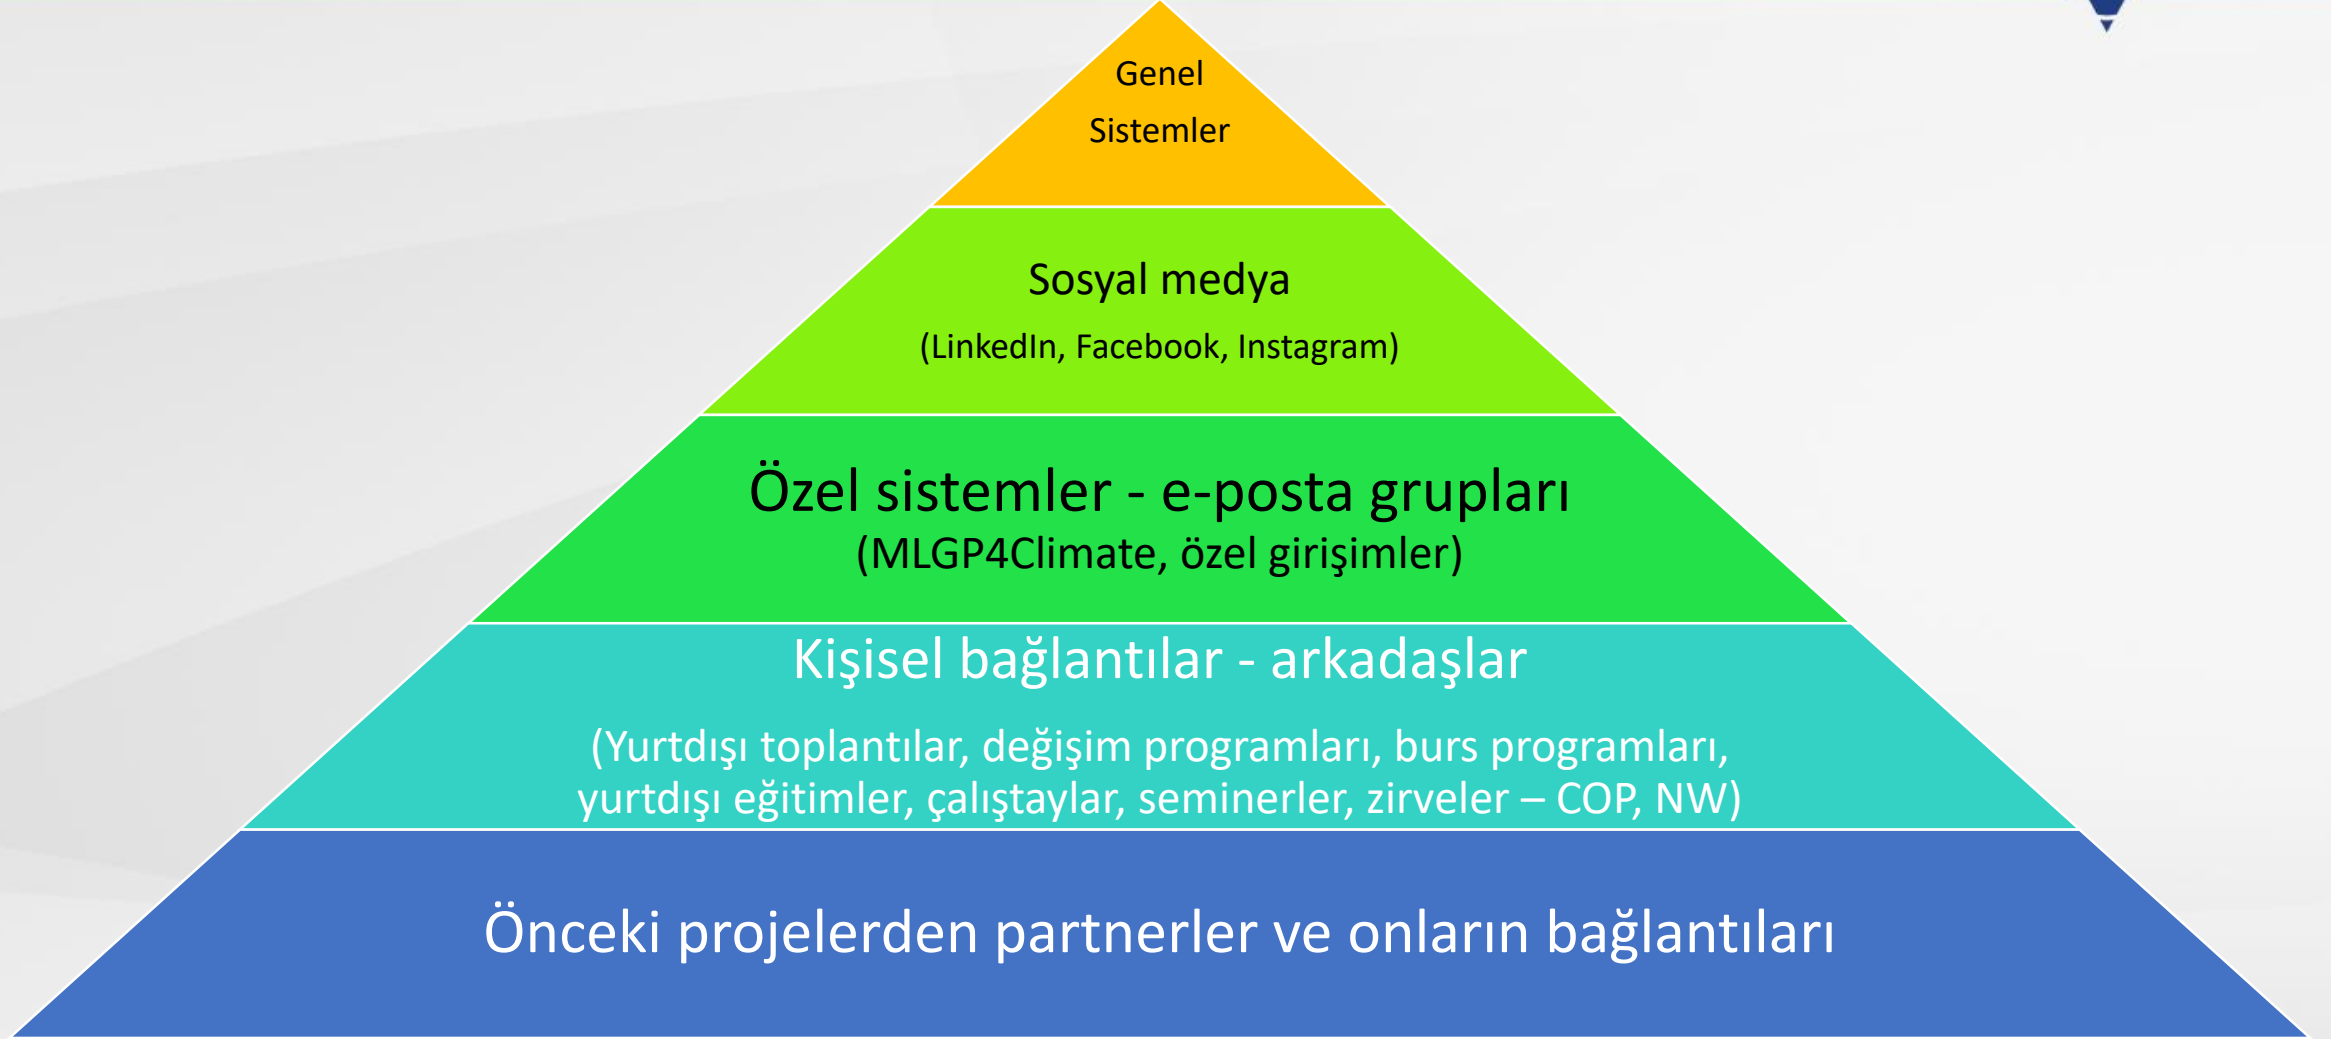 Genel
Sistemler
Sosyal medya
(LinkedIn, Facebook, Instagram)
Özel sistemler - e-posta grupları
(MLGP4Climate, özel girişimler)
Kişisel bağlantılar - arkadaşlar
(Yurtdışı toplantılar, değişim programları, burs programları,
yurtdışı eğitimler, çalıştaylar, seminerler, zirveler – COP, NW)
Önceki projelerden partnerler ve onların bağlantıları